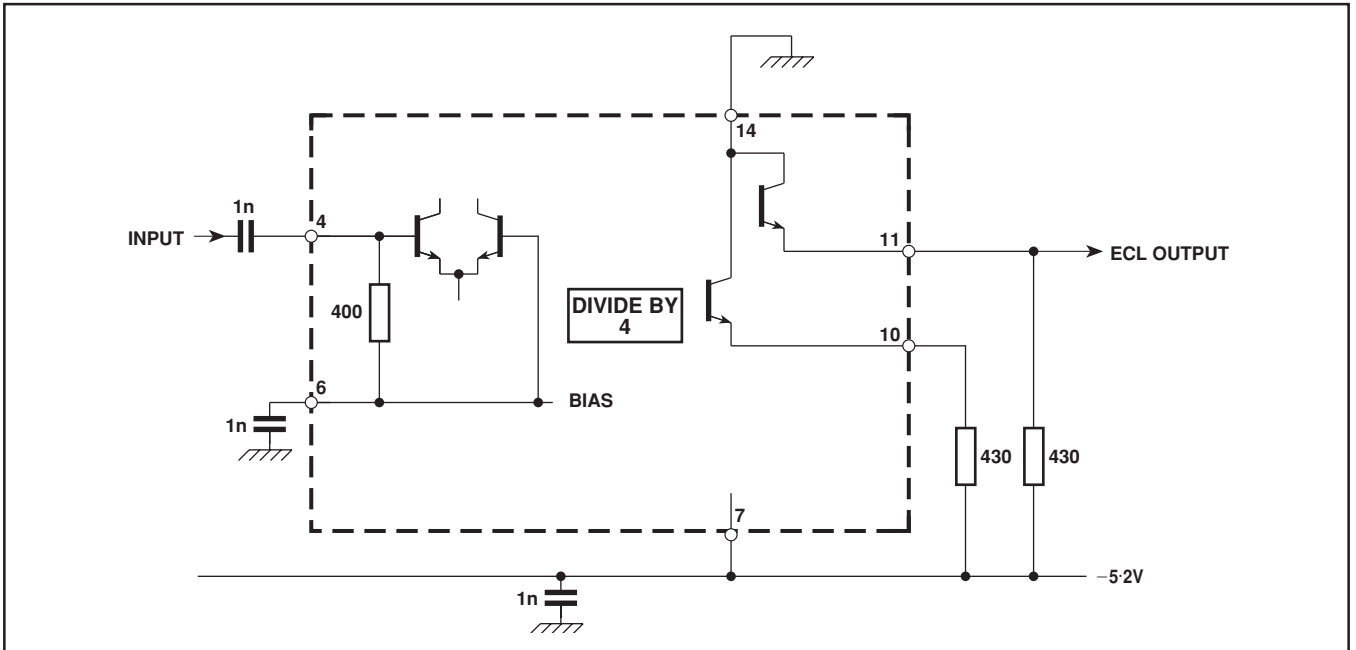 14
1n
4
INPUT
11
ECL OUTPUT
400
DIVIDE BY
4
10
6
BIAS
1n
430
430
7
−5·2V
1n